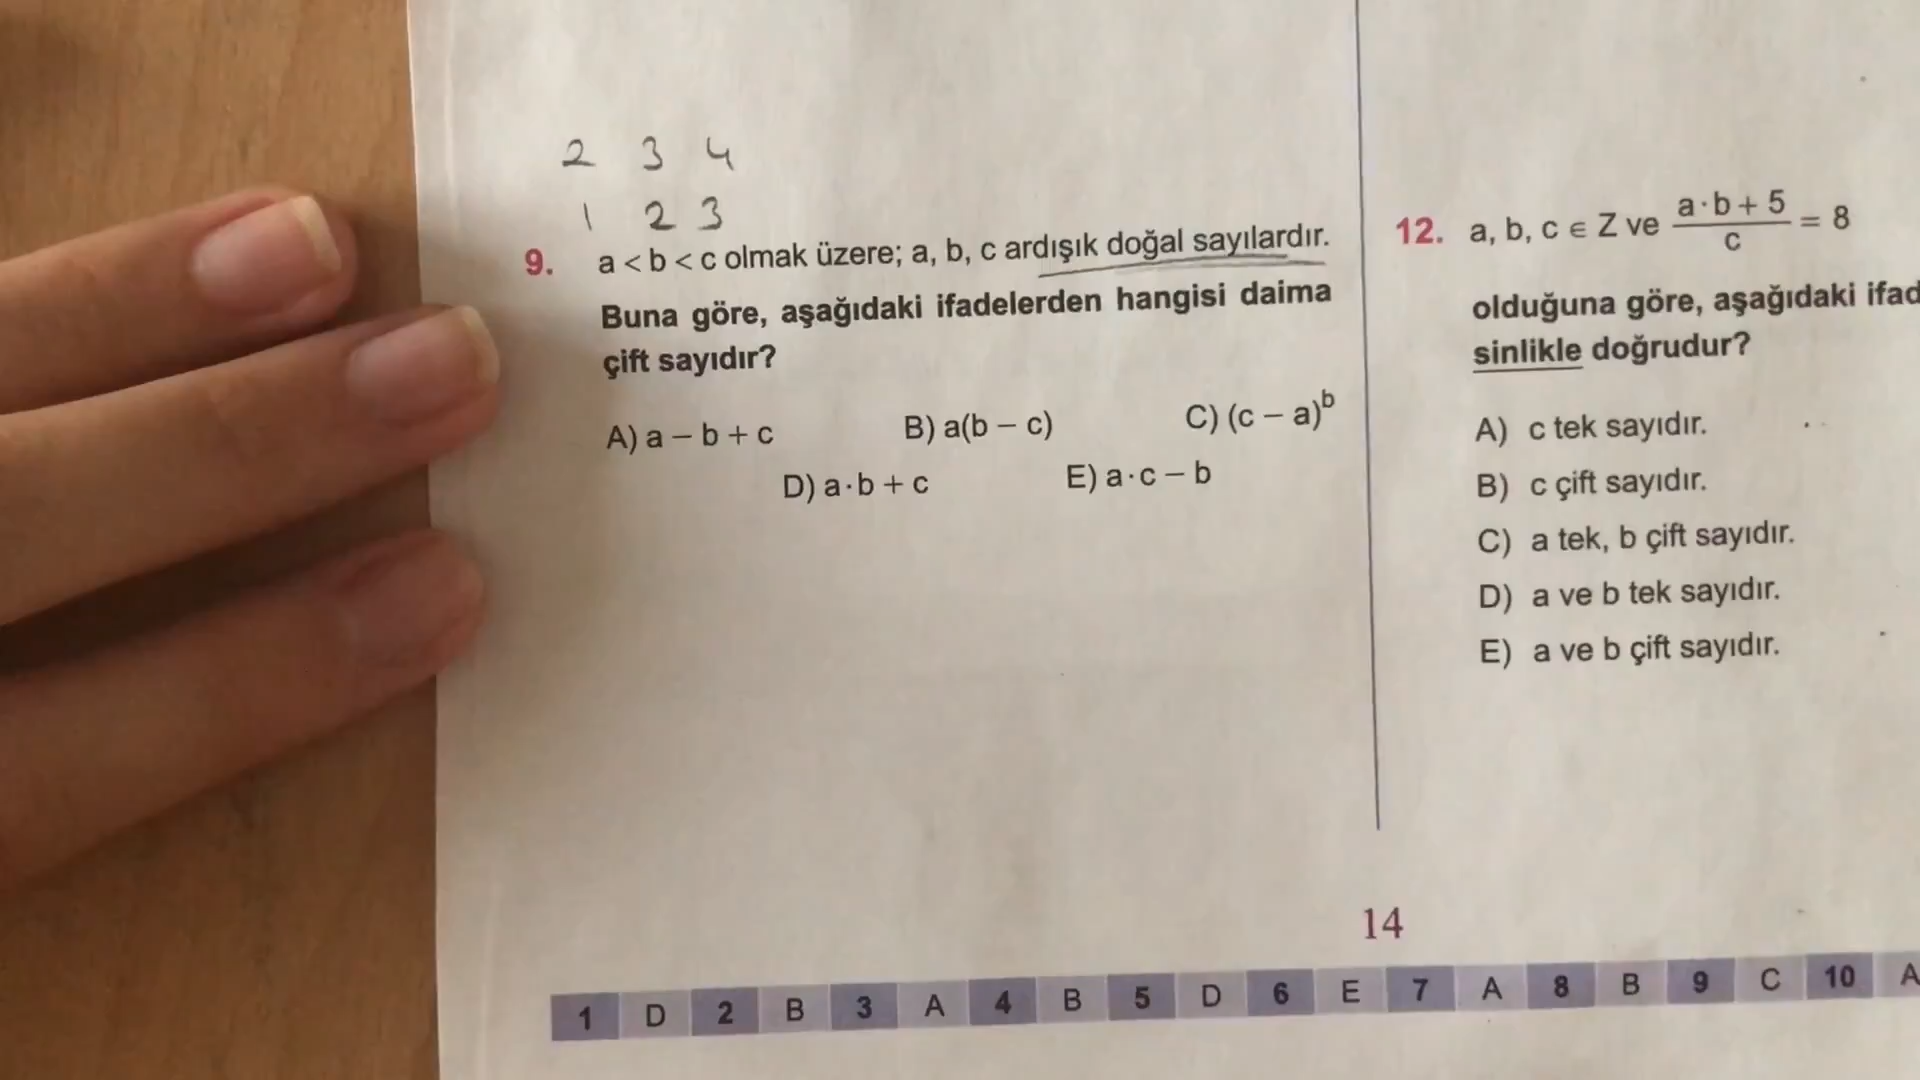 2 3 4
1 2 3
9. a < b < c olmak üzere; a, b, c ardışık doğal sayılardır.
Buna göre, aşağıdaki ifadelerden hangisi daima
çift sayıdır?
A) a – b + c B) a(b – c) C) (c – a)^b
D) a·b + c E) a·c – b
12. a, b, c ∈ Z ve (a·b + 5)/c = 8
olduğuna göre, aşağıdaki ifad
sinlikle doğrudur?
A) c tek sayıdır.
B) c çift sayıdır.
C) a tek, b çift sayıdır.
D) a ve b tek sayıdır.
E) a ve b çift sayıdır.
14
1 D 2 B 3 A 4 B 5 D 6 E 7 A 8 B 9 C 10 A